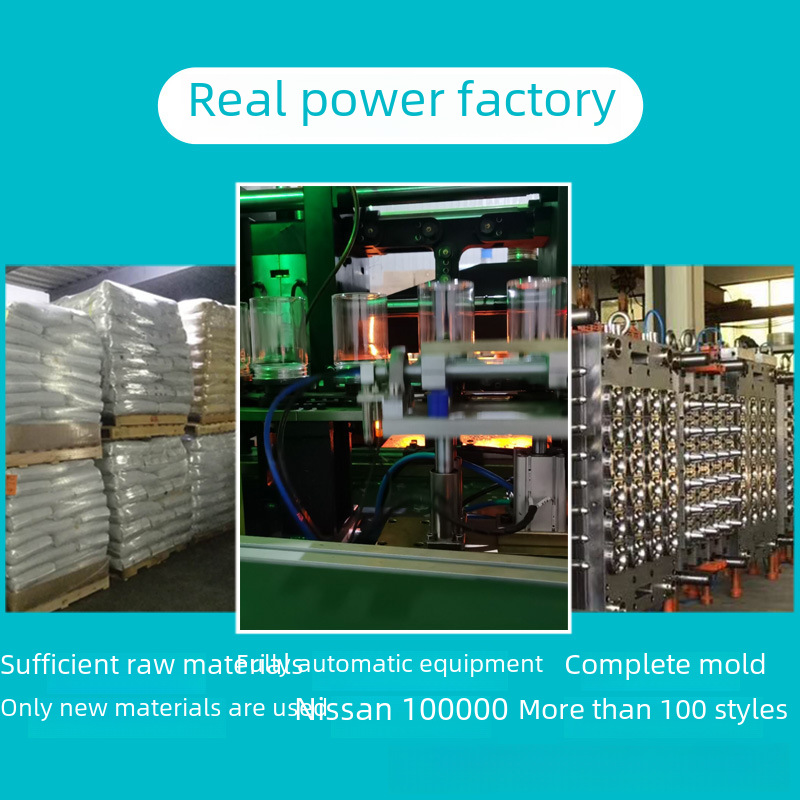 Real power factory
Sufficient raw materials
Fully automatic equipment
Complete mold
Only new materials are used
Nissan 100000
More than 100 styles